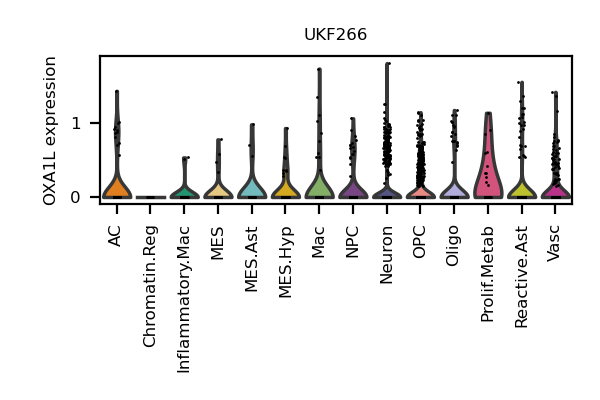 UKF266
OXA1L expression
1
0
AC
Chromatin.Reg
Inflammatory.Mac
MES
MES.Ast
MES.Hyp
Mac
NPC
Neuron
OPC
Oligo
Prolif.Metab
Reactive.Ast
Vasc